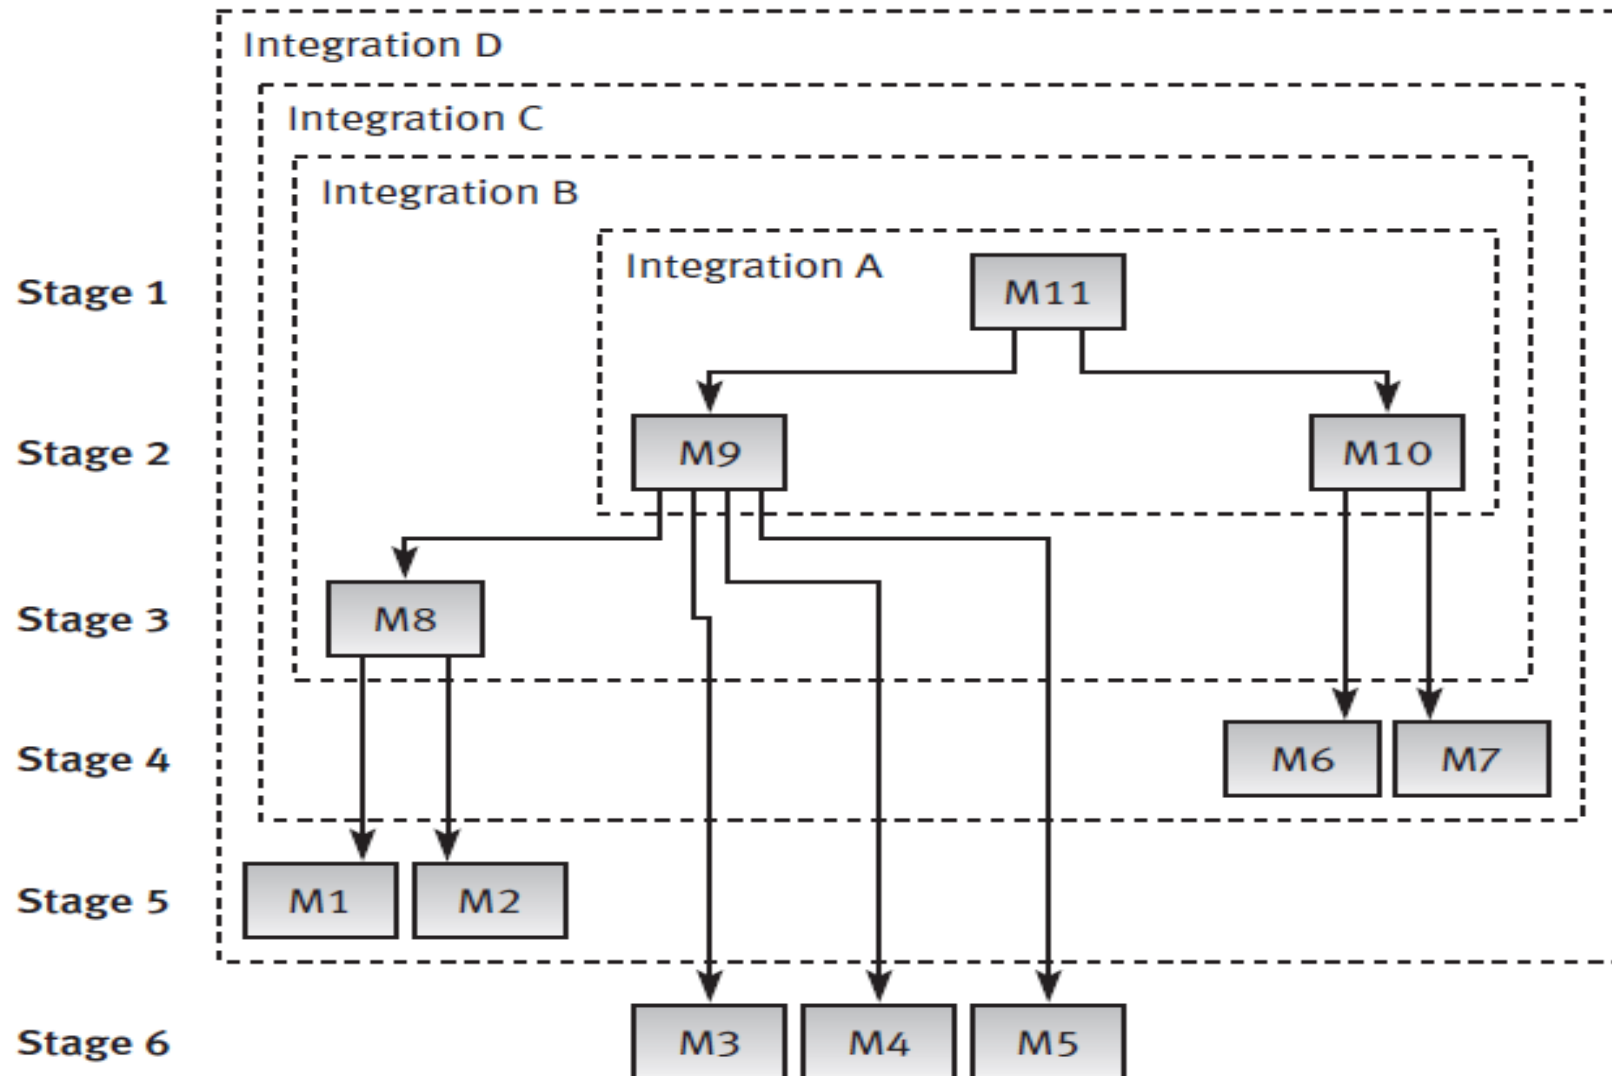 Integration D
Integration C
Integration B
Integration A
Stage 1
M11
Stage 2
M9
M10
Stage 3
M8
Stage 4
M6
M7
Stage 5
M1
M2
Stage 6
M3
M4
M5